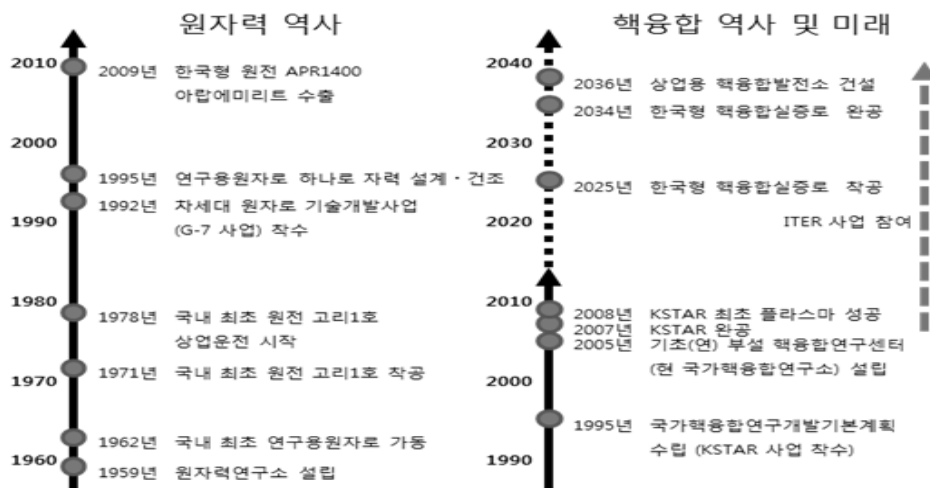 원자력 역사
2010
2009년 한국형 원전 APR1400
아랍에미리트 수출
2000
1995년 연구용원자로 하나로 자력 설계·건조
1992년 차세대 원자로 기술개발사업
1990
(G-7 사업) 착수
1980
1978년 국내 최초 원전 고리1호
상업운전 시작
1971년 국내 최초 원전 고리1호 착공
1970
1962년 국내 최초 연구용원자로 가동
1960
1959년 원자력연구소 설립
핵융합 역사 및 미래
2040
2036년 상업용 핵융합발전소 건설
2034년 한국형 핵융합실증로 완공
2030
2025년 한국형 핵융합실증로 착공
2020
ITER 사업 참여
2010
2008년 KSTAR 최초 플라스마 성공
2007년 KSTAR 완공
2005년 기초(연) 부설 핵융합연구센터
(현 국가핵융합연구소) 설립
2000
1995년 국가핵융합연구개발기본계획
수립 (KSTAR 사업 착수)
1990